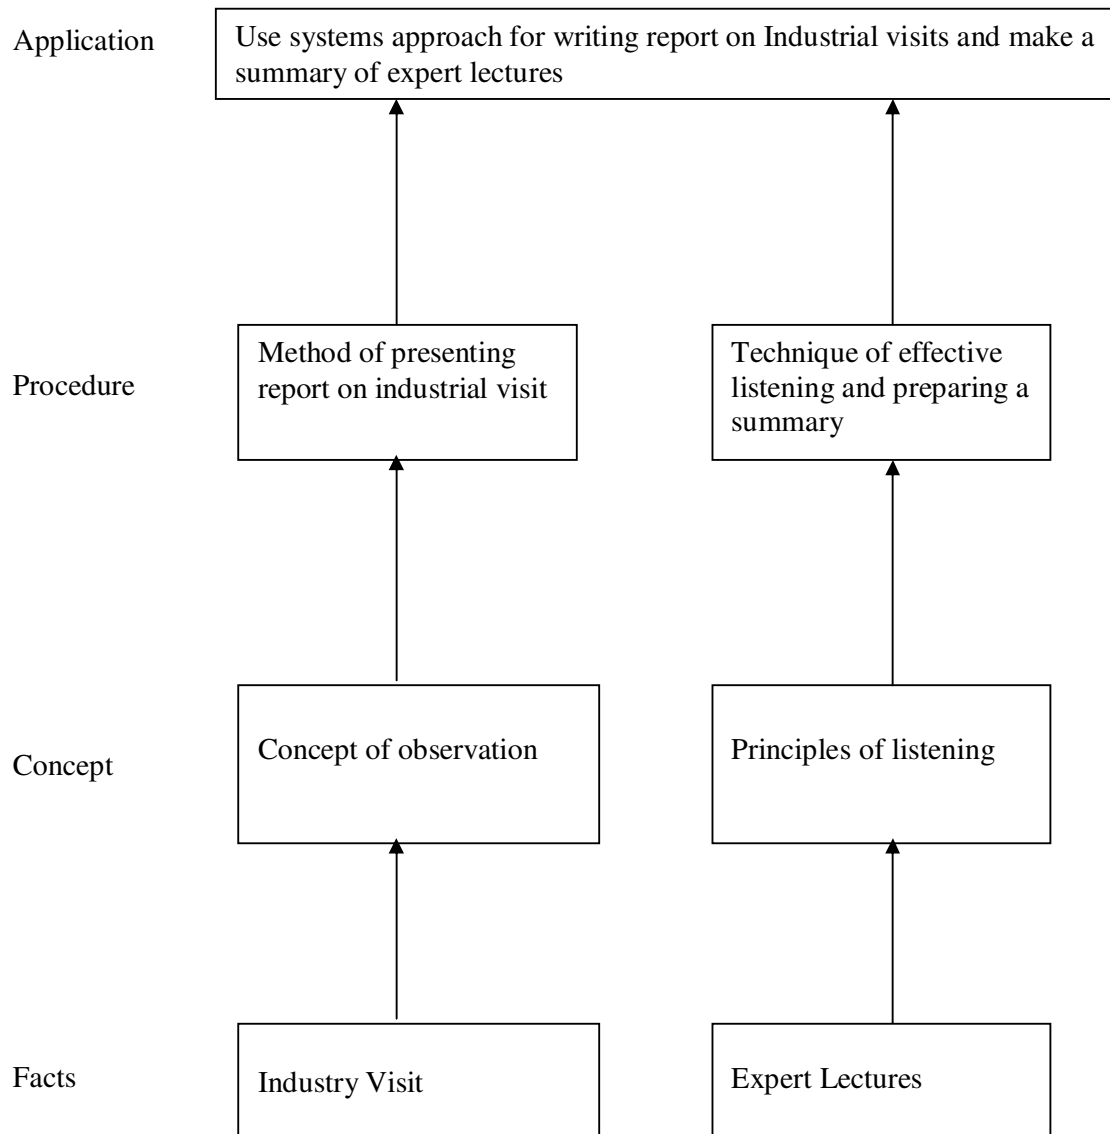 Application
Use systems approach for writing report on Industrial visits and make a
summary of expert lectures
Procedure
Method of presenting
report on industrial visit
Technique of effective
listening and preparing a
summary
Concept
Concept of observation
Principles of listening
Facts
Industry Visit
Expert Lectures